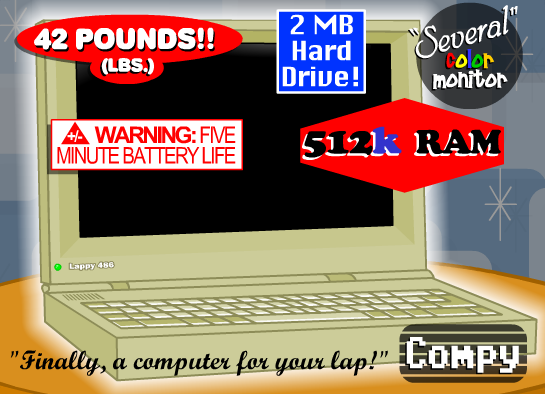 42 POUNDS!!
(LBS.)
2 MB
Hard
Drive!
"Several"
color
monitor
+/- WARNING: FIVE
MINUTE BATTERY LIFE
512k RAM
Lappy 486
"Finally, a computer for your lap!"
Compy